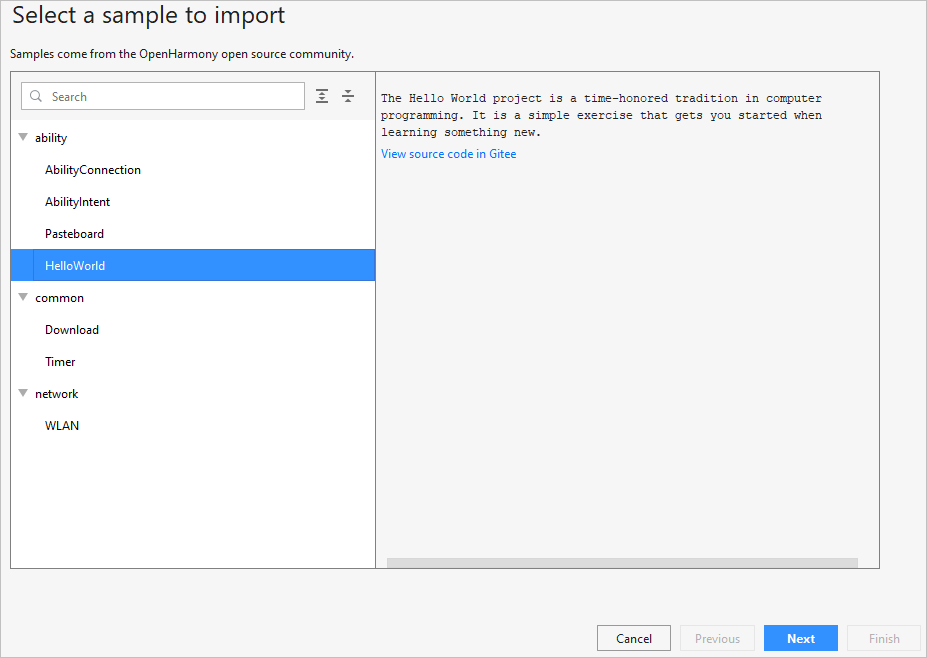 Select a sample to import
Samples come from the OpenHarmony open source community.
Search
ability
AbilityConnection
AbilityIntent
Pasteboard
HelloWorld
common
Download
Timer
network
WLAN
The Hello World project is a time-honored tradition in computer
programming. It is a simple exercise that gets you started when
learning something new.
View source code in Gitee
Cancel
Previous
Next
Finish